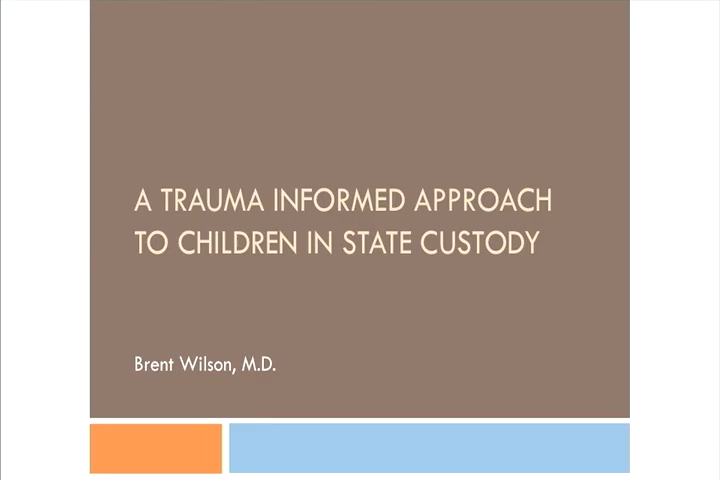 A TRAUMA INFORMED APPROACH
TO CHILDREN IN STATE CUSTODY
Brent Wilson, M.D.